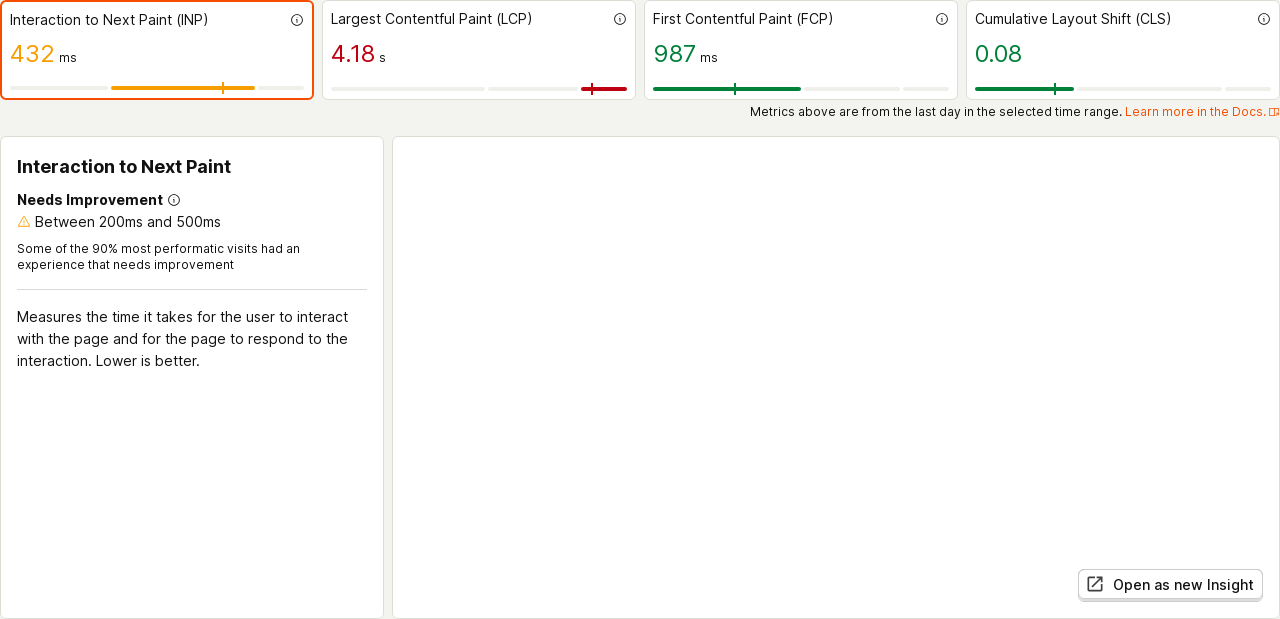 Interaction to Next Paint (INP)
432 ms
Largest Contentful Paint (LCP)
4.18 s
First Contentful Paint (FCP)
987 ms
Cumulative Layout Shift (CLS)
0.08
Metrics above are from the last day in the selected time range. Learn more in the Docs.
Interaction to Next Paint
Needs Improvement
Between 200ms and 500ms
Some of the 90% most performatic visits had an
experience that needs improvement
Measures the time it takes for the user to interact
with the page and for the page to respond to the
interaction. Lower is better.
Open as new Insight